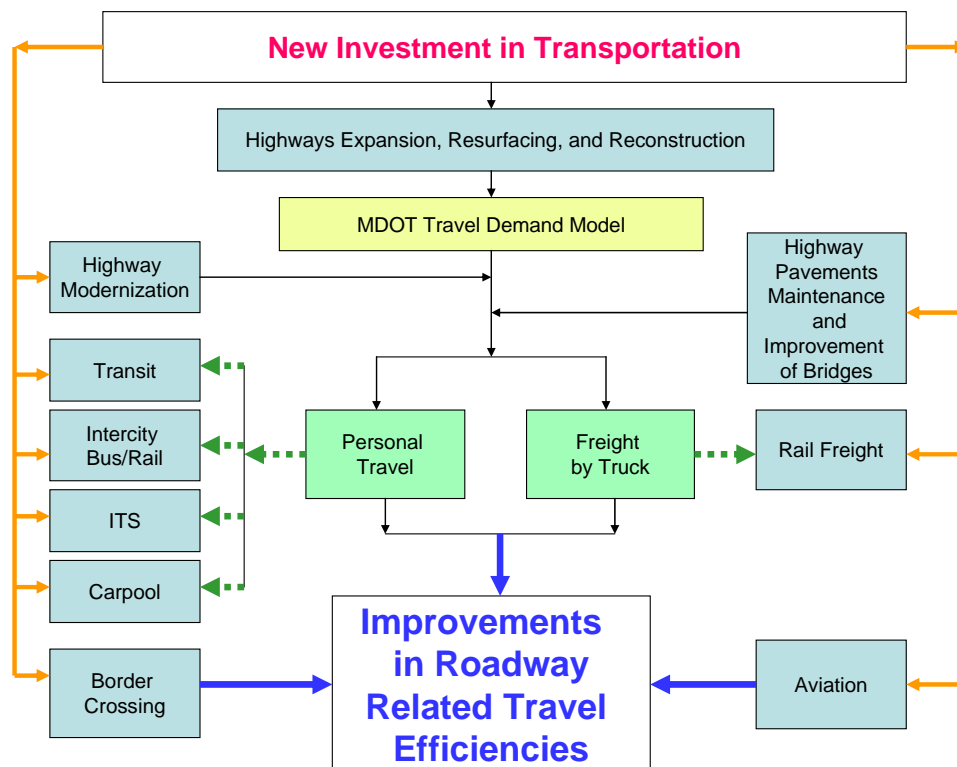 New Investment in Transportation
Highways Expansion, Resurfacing, and Reconstruction
MDOT Travel Demand Model
Highway
Modernization
Highway
Pavements
Maintenance
and
Improvement
of Bridges
Transit
Intercity
Bus/Rail
Personal
Travel
Freight
by Truck
Rail Freight
ITS
Carpool
Improvements
in Roadway
Related Travel
Efficiencies
Border
Crossing
Aviation